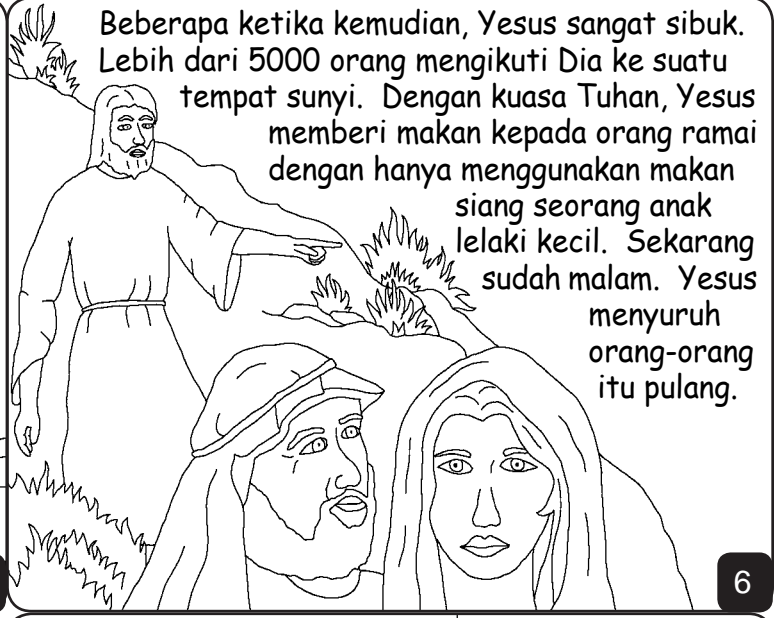 Beberapa ketika kemudian, Yesus sangat sibuk.
Lebih dari 5000 orang mengikuti Dia ke suatu
tempat sunyi. Dengan kuasa Tuhan, Yesus
memberi makan kepada orang ramai
dengan hanya menggunakan makan
siang seorang anak
lelaki kecil. Sekarang
sudah malam. Yesus
menyuruh
orang-orang
itu pulang.
6